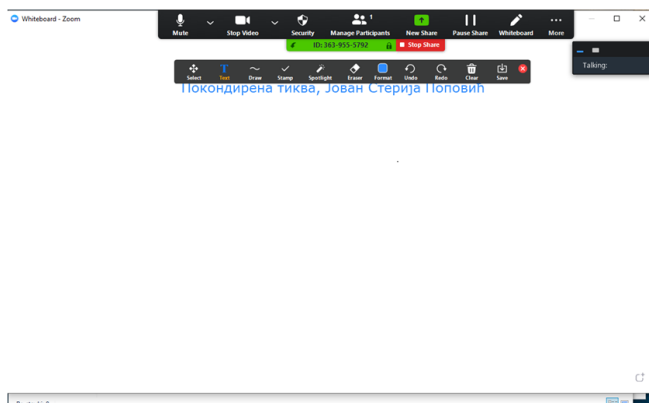 Whiteboard - Zoom
Mute
Stop Video
Security
1
Manage Participants
New Share
Pause Share
Whiteboard
More
ID: 363-955-5792
Stop Share
Talking:
Select
Text
Draw
Stamp
Spotlight
Eraser
Format
Undo
Redo
Clear
Save
Покондирена тиква, Јован Стерија Поповић